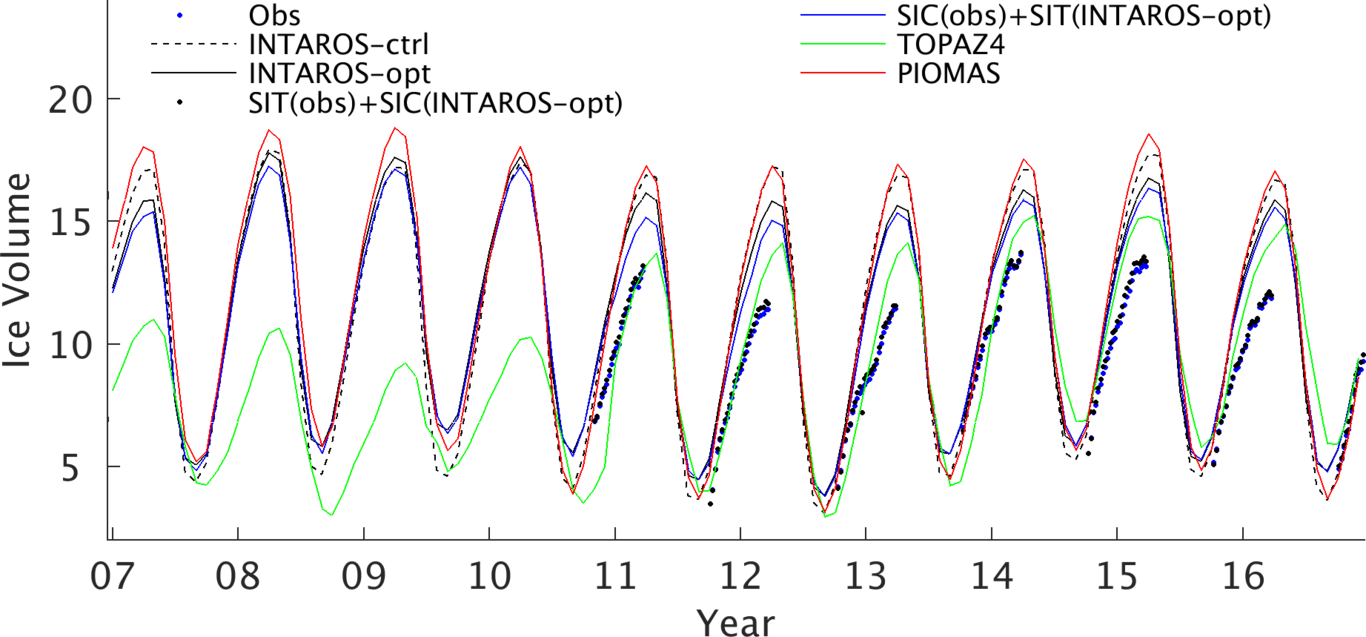 Obs
INTAROS-ctrl
INTAROS-opt
SIT(obs)+SIC(INTAROS-opt)
SIC(obs)+SIT(INTAROS-opt)
TOPAZ4
PIOMAS
Ice Volume
20
15
10
5
07 08 09 10 11 12 13 14 15 16
Year